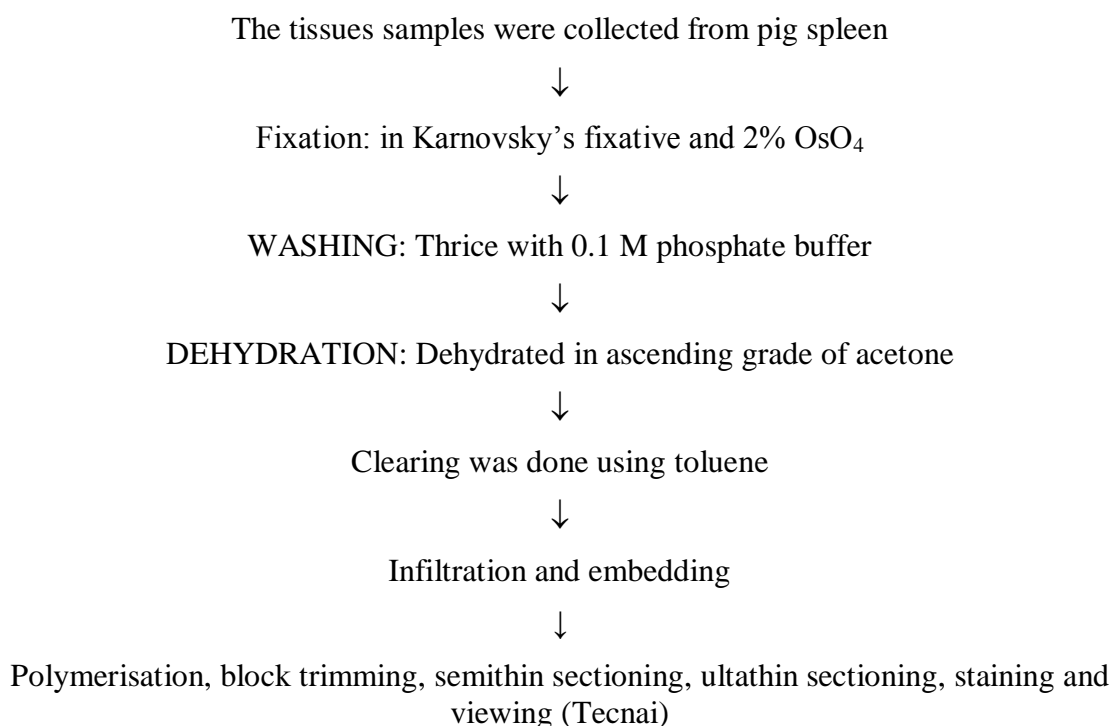 The tissues samples were collected from pig spleen
↓
Fixation: in Karnovsky’s fixative and 2% OsO₄
↓
WASHING: Thrice with 0.1 M phosphate buffer
↓
DEHYDRATION: Dehydrated in ascending grade of acetone
↓
Clearing was done using toluene
↓
Infiltration and embedding
↓
Polymerisation, block trimming, semithin sectioning, ultathin sectioning, staining and
viewing (Tecnai)